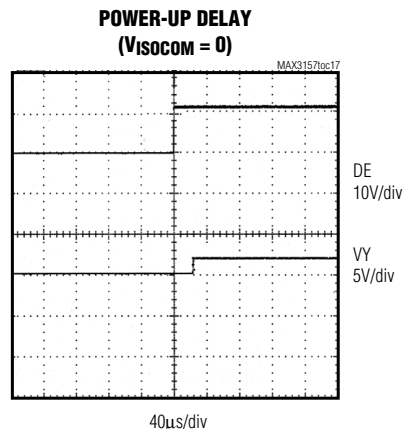 POWER-UP DELAY
(VISOCOM = 0)
MAX3157toc17
DE
10V/div
VY
5V/div
40μs/div